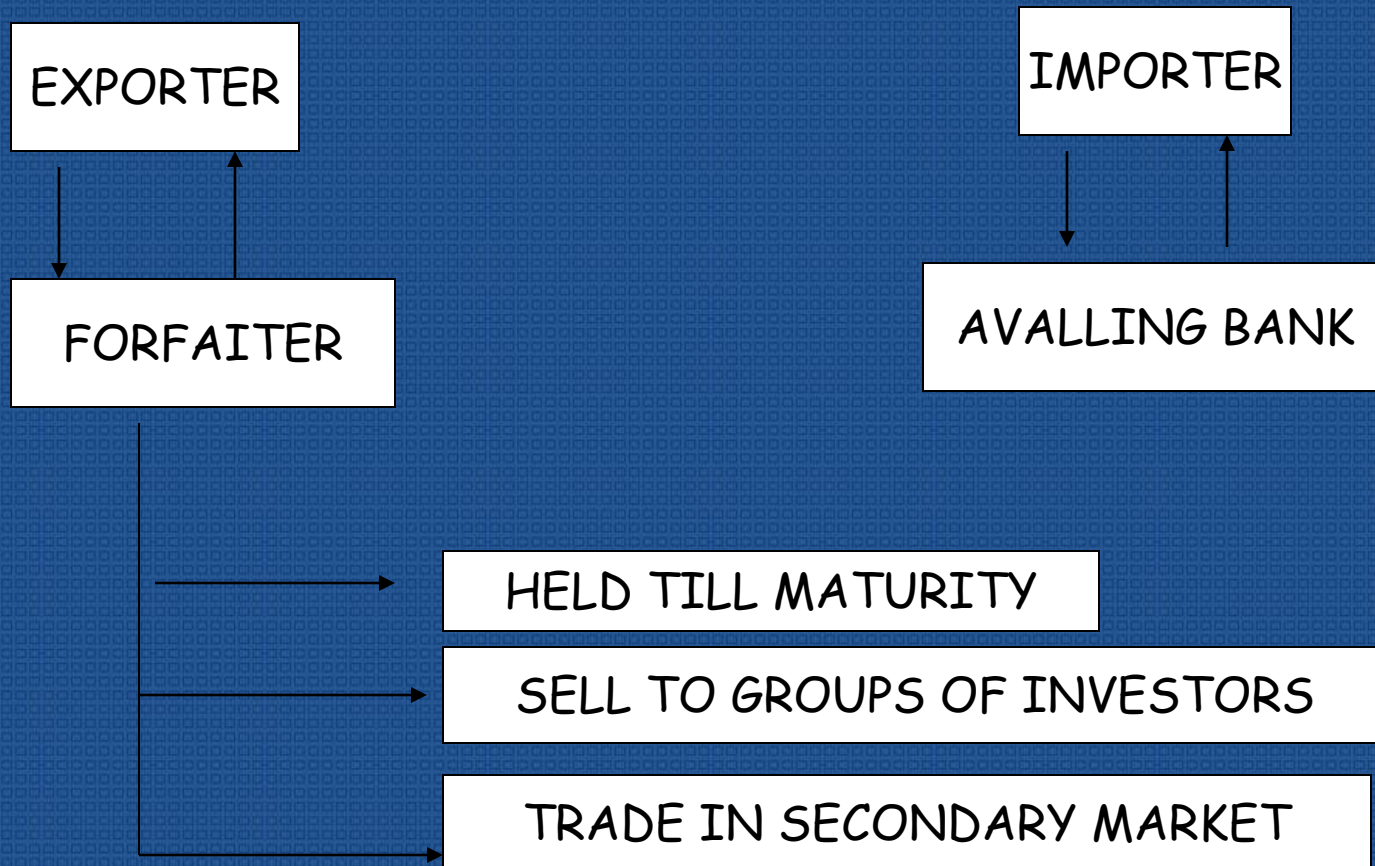 EXPORTER
IMPORTER
FORFAITER
AVALLING BANK
HELD TILL MATURITY
SELL TO GROUPS OF INVESTORS
TRADE IN SECONDARY MARKET